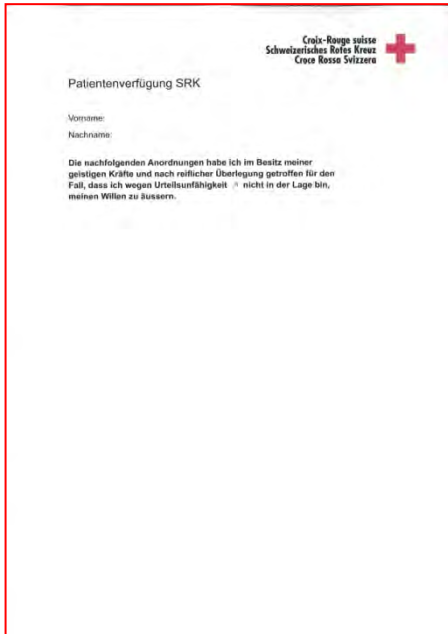 Croix-Rouge suisse
Schweizerisches Rotes Kreuz
Croce Rossa Svizzera
Patientenverfügung SRK
Vorname:
Nachname:
Die nachfolgenden Anordnungen habe ich im Besitz meiner
geistigen Kräfte und nach reiflicher Überlegung getroffen für den
Fall, dass ich wegen Urteilsunfähigkeit nicht in der Lage bin,
meinen Willen zu äussern.